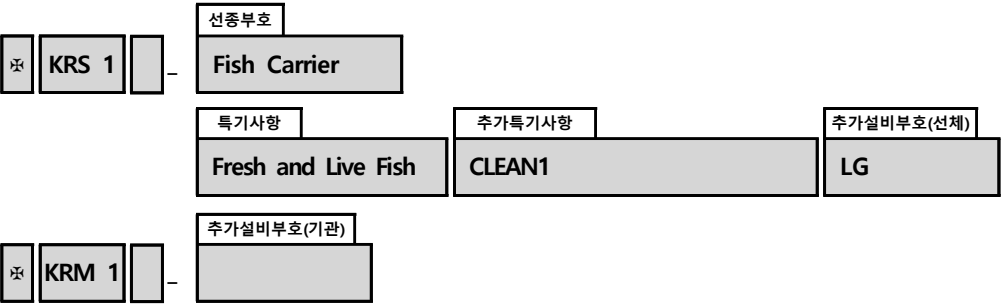 선종부호
✠ KRS 1 – Fish Carrier
특기사항 추가특기사항 추가설비부호(선체)
Fresh and Live Fish CLEAN1 LG
추가설비부호(기관)
✠ KRM 1 –